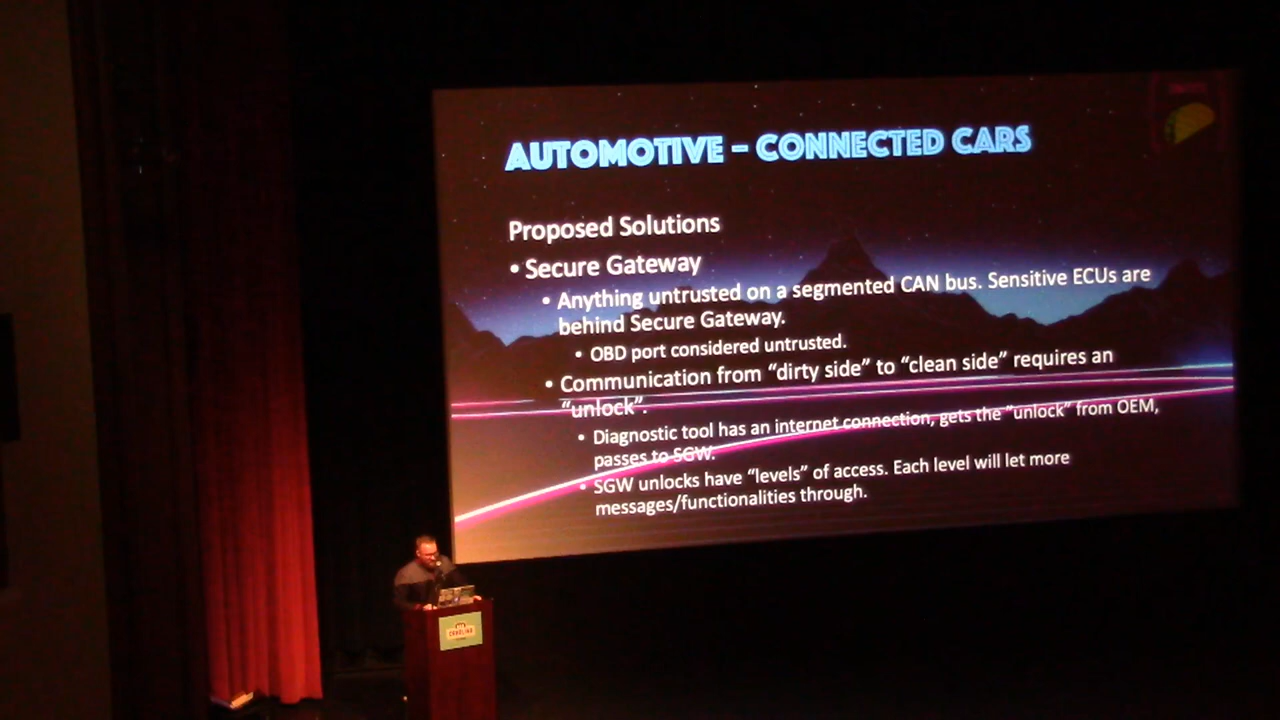 AUTOMOTIVE – CONNECTED CARS
Proposed Solutions
• Secure Gateway
• Anything untrusted on a segmented CAN bus. Sensitive ECUs are
behind Secure Gateway.
• OBD port considered untrusted.
• Communication from “dirty side” to “clean side” requires an
“unlock”.
• Diagnostic tool has an internet connection, gets the “unlock” from OEM,
passes to SGW.
• SGW unlocks have “levels” of access. Each level will let more
messages/functionalities through.
CAROLINA